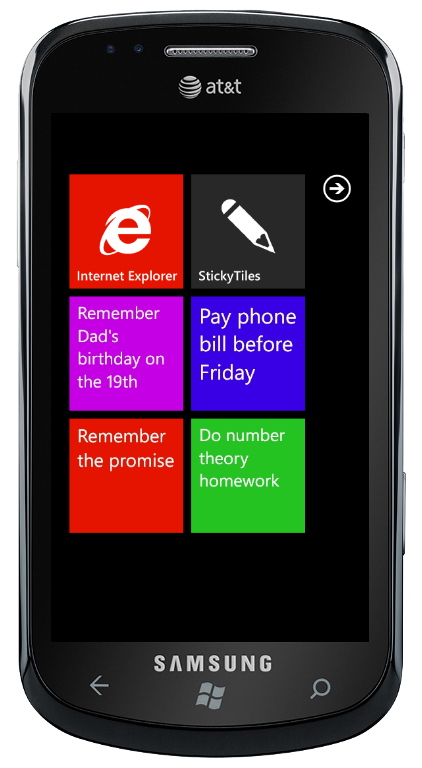 at&t
Internet Explorer
StickyTiles
Remember
Dad's
birthday on
the 19th
Pay phone
bill before
Friday
Remember
the promise
Do number
theory
homework
SAMSUNG